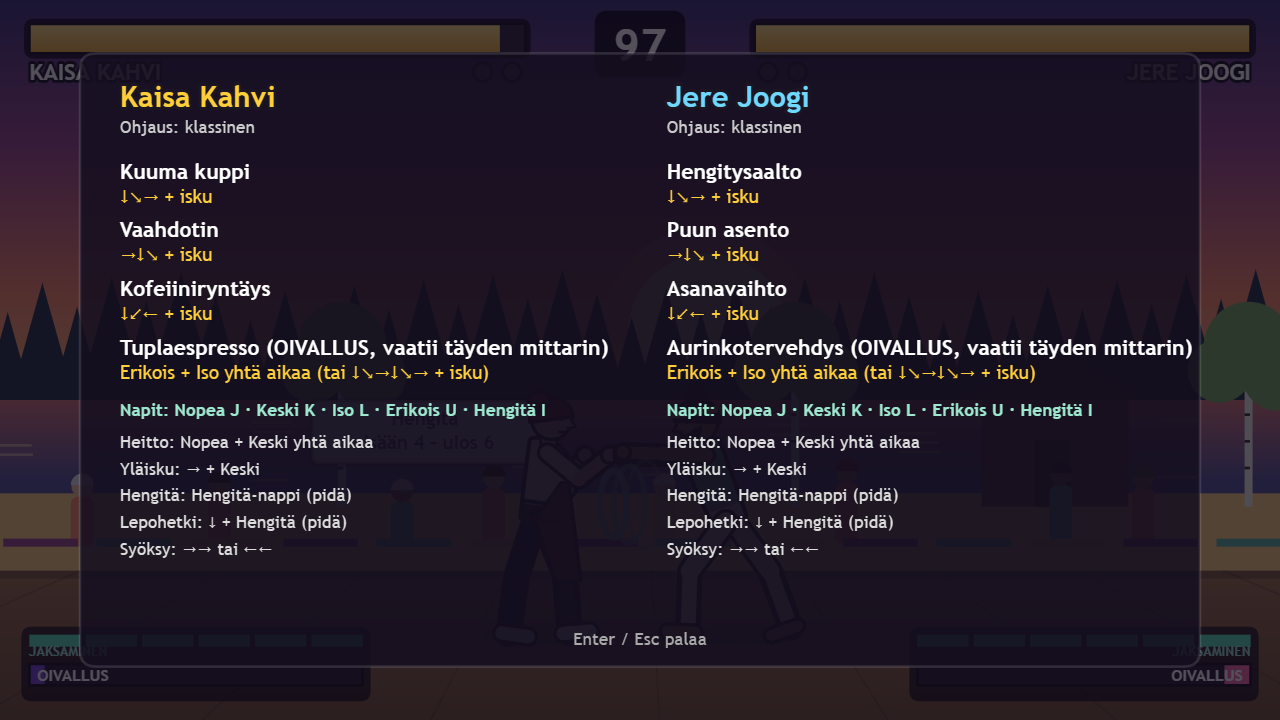 97
KAISA KAHVI
JERE JOOGI
Kaisa Kahvi
Ohjaus: klassinen
Kuuma kuppi
↓↘→ + isku
Vaahdotin
→↓↘ + isku
Kofeiiniryntäys
↓↙← + isku
Tuplaespresso (OIVALLUS, vaatii täyden mittarin)
Erikois + Iso yhtä aikaa (tai ↓↘→↓↘→ + isku)
Napit: Nopea J · Keski K · Iso L · Erikois U · Hengitä I
Heitto: Nopea + Keski yhtä aikaa
Yläisku: → + Keski
Hengitä: Hengitä-nappi (pidä)
Lepohetki: ↓ + Hengitä (pidä)
Syöksy: →→ tai ←←
Jere Joogi
Ohjaus: klassinen
Hengitysaalto
↓↘→ + isku
Puun asento
→↓↘ + isku
Asanavaihto
↓↙← + isku
Aurinkotervehdys (OIVALLUS, vaatii täyden mittarin)
Erikois + Iso yhtä aikaa (tai ↓↘→↓↘→ + isku)
Napit: Nopea J · Keski K · Iso L · Erikois U · Hengitä I
Heitto: Nopea + Keski yhtä aikaa
Yläisku: → + Keski
Hengitä: Hengitä-nappi (pidä)
Lepohetki: ↓ + Hengitä (pidä)
Syöksy: →→ tai ←←
Hengitä
4 – ulos 6
Enter / Esc palaa
JAKSAMINEN
OIVALLUS
JAKSAMINEN
OIVALLUS